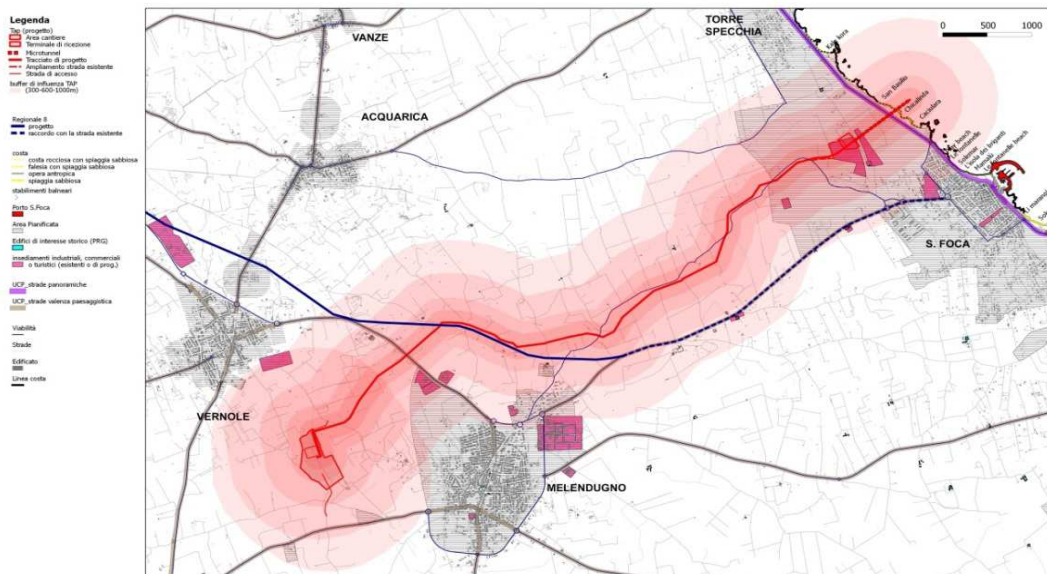 Legenda
Tap (progetto)
Area cantiere
Terminale di ricezione
Microtunnel
Tracciato di progetto
Ampliamento strada esistente
Strada di accesso
buffer di influenza TAP
(300-600-1000m)
Regionale 8
progetto
raccordo con la strada esistente
costa
costa rocciosa con spiaggia sabbiosa
falesia con spiaggia sabbiosa
opera antropica
spiaggia sabbiosa
stabilimenti balneari
Porto S.Foca
Area Pianificata
Edifici di interesse storico (PRG)
insediamenti industriali, commerciali
o turistici (esistenti o di prog.)
UCP_strade panoramiche
UCP_strade valenza paesaggistica
Viabilità
Strade
Edificato
Linea costa
VANZE
TORRE
SPECCHIA
0 500 1000
San Basilio
ACQUARICA
S. FOCA
VERNOLE
MELENDUGNO